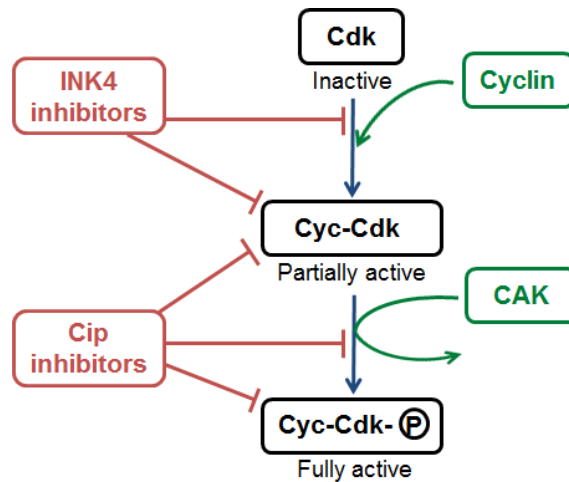 Cdk
Inactive
INK4
inhibitors
Cyclin
Cyc-Cdk
Partially active
CAK
Cip
inhibitors
Cyc-Cdk- P
Fully active